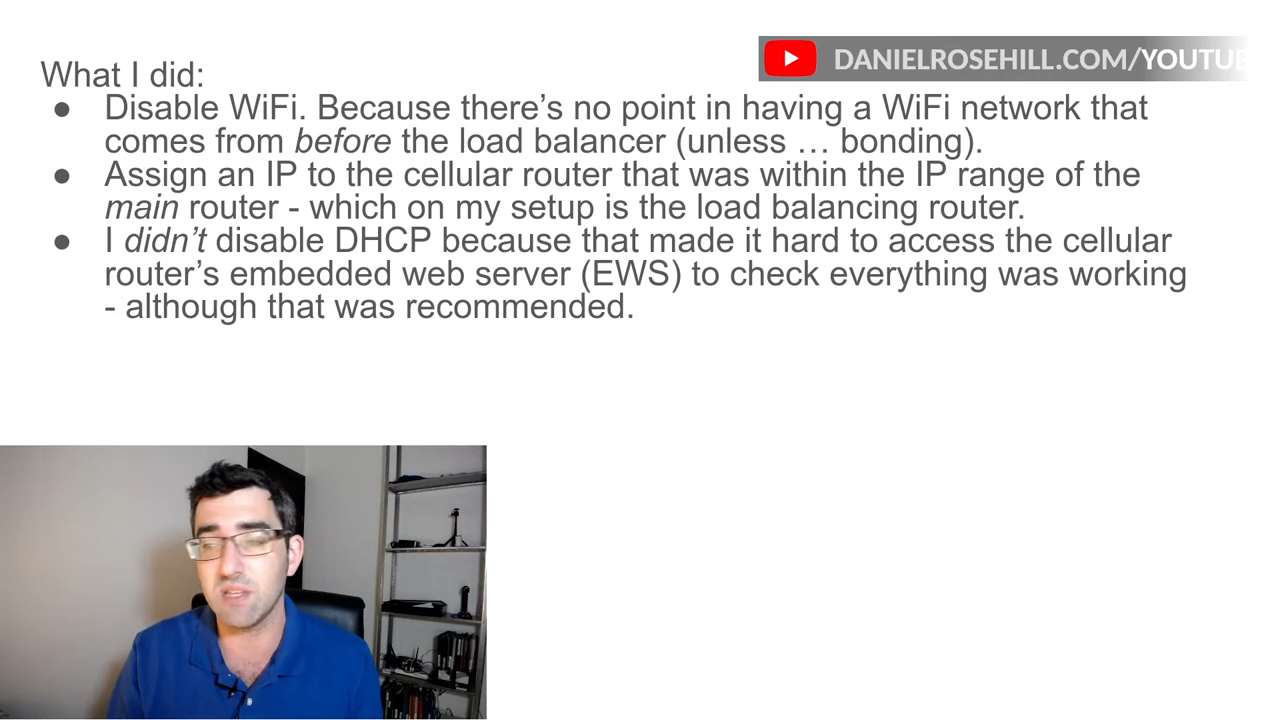 DANIELROSEHILL.COM/YOUTUBE
What I did:
● Disable WiFi. Because there’s no point in having a WiFi network that
comes from before the load balancer (unless … bonding).
● Assign an IP to the cellular router that was within the IP range of the
main router - which on my setup is the load balancing router.
● I didn’t disable DHCP because that made it hard to access the cellular
router’s embedded web server (EWS) to check everything was working
- although that was recommended.